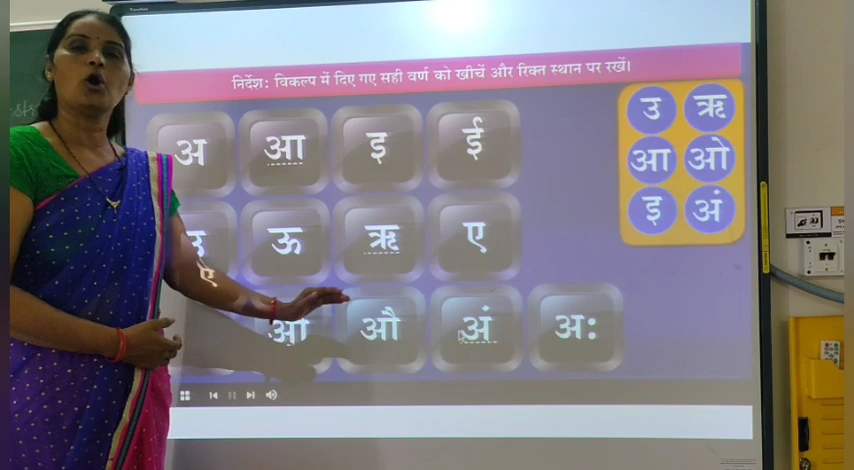 निर्देश: विकल्प में दिए गए सही वर्ण को खीचें और रिक्त स्थान पर रखें।
अ आ इ ई
उ ऊ ऋ ए
ऐ ओ औ अं अः
उ ऋ
आ ओ
इ अं